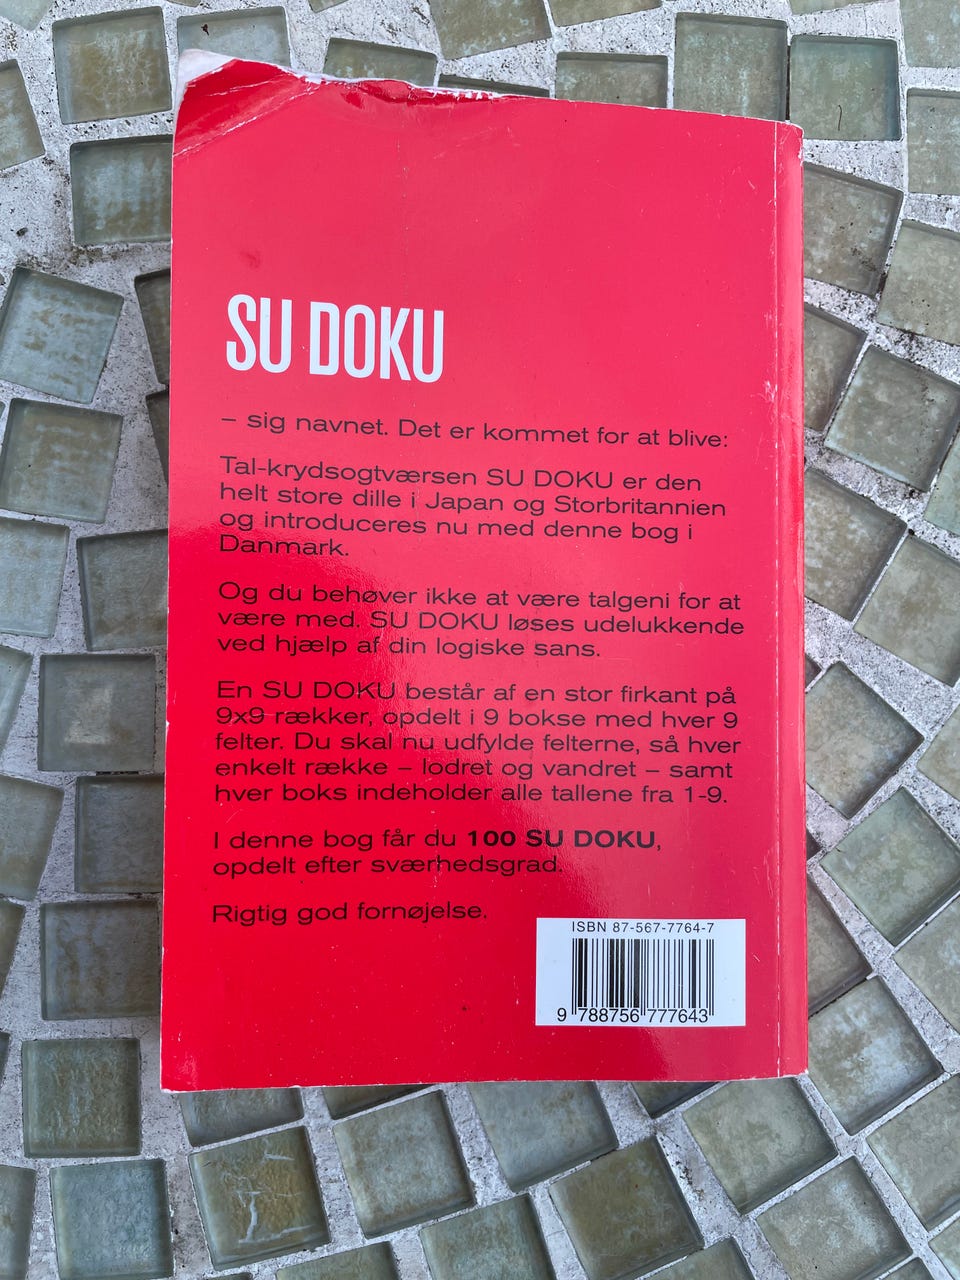 SU DOKU
– sig navnet. Det er kommet for at blive:
Tal-krydsogtværsen SU DOKU er den
helt store dille i Japan og Storbritannien
og introduceres nu med denne bog i
Danmark.
Og du behøver ikke at være talgeni for at
være med. SU DOKU løses udelukkende
ved hjælp af din logiske sans.
En SU DOKU består af en stor firkant på
9x9 rækker, opdelt i 9 bokse med hver 9
felter. Du skal nu udfylde felterne, så hver
enkelt række – lodret og vandret – samt
hver boks indeholder alle tallene fra 1-9.
I denne bog får du 100 SU DOKU,
opdelt efter sværhedsgrad.
Rigtig god fornøjelse.
ISBN 87-567-7764-7
9 788756 777643